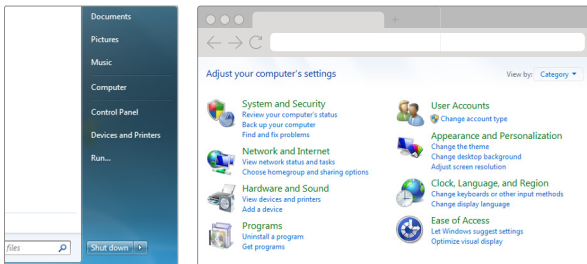 Documents
Pictures
Music
Computer
Control Panel
Devices and Printers
Run...
files
Shut down
Adjust your computer's settings
View by: Category
System and Security
Review your computer's status
Back up your computer
Find and fix problems
Network and Internet
View network status and tasks
Choose homegroup and sharing options
Hardware and Sound
View devices and printers
Add a device
Programs
Uninstall a program
Get programs
User Accounts
Change account type
Appearance and Personalization
Change the theme
Change desktop background
Adjust screen resolution
Clock, Language, and Region
Change keyboards or other input methods
Change display language
Ease of Access
Let Windows suggest settings
Optimize visual display